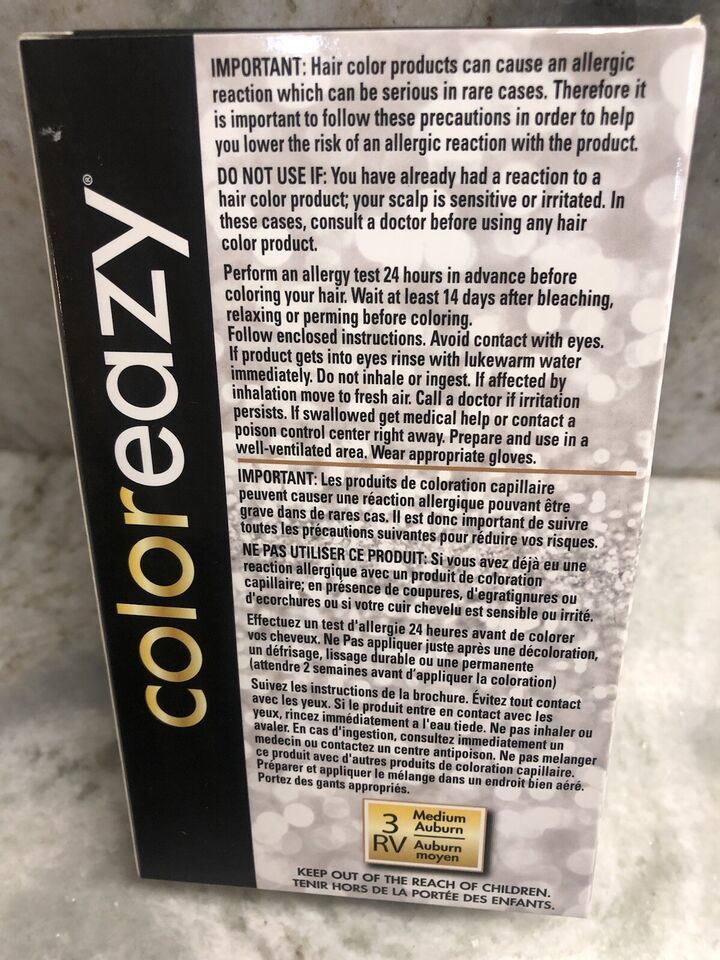 coloreazy®
IMPORTANT: Hair color products can cause an allergic
reaction which can be serious in rare cases. Therefore it
is important to follow these precautions in order to help
you lower the risk of an allergic reaction with the product.
DO NOT USE IF: You have already had a reaction to a
hair color product; your scalp is sensitive or irritated. In
these cases, consult a doctor before using any hair
color product.
Perform an allergy test 24 hours in advance before
coloring your hair. Wait at least 14 days after bleaching,
relaxing or perming before coloring.
Follow enclosed instructions. Avoid contact with eyes.
If product gets into eyes rinse with lukewarm water
immediately. Do not inhale or ingest. If affected by
inhalation move to fresh air. Call a doctor if irritation
persists. If swallowed get medical help or contact a
poison control center right away. Prepare and use in a
well-ventilated area. Wear appropriate gloves.
IMPORTANT: Les produits de coloration capillaire
peuvent causer une réaction allergique pouvant être
grave dans de rares cas. Il est donc important de suivre
toutes les précautions suivantes pour réduire vos risques.
NE PAS UTILISER CE PRODUIT: Si vous avez déjà eu une
reaction allergique avec un produit de coloration
capillaire; en présence de coupures, d'egratignures ou
d'ecorchures ou si votre cuir chevelu est sensible ou irrité.
Effectuez un test d'allergie 24 heures avant de colorer
vos cheveux. Ne Pas appliquer juste après une décoloration,
un défrisage, lissage durable ou une permanente
(attendre 2 semaines avant d'appliquer la coloration)
Suivez les instructions de la brochure. Évitez tout contact
avec les yeux. Si le produit entre en contact avec les
yeux, rincez immédiatement a l'eau tiede. Ne pas inhaler ou
avaler. En cas d'ingestion, consultez immediatement un
medecin ou contactez un centre antipoison. Ne pas melanger
ce produit avec d'autres produits de coloration capillaire.
Préparer et appliquer le mélange dans un endroit bien aéré.
Portez des gants appropriés.
3 RV
Medium
Auburn
Auburn
moyen
KEEP OUT OF THE REACH OF CHILDREN.
TENIR HORS DE LA PORTÉE DES ENFANTS.